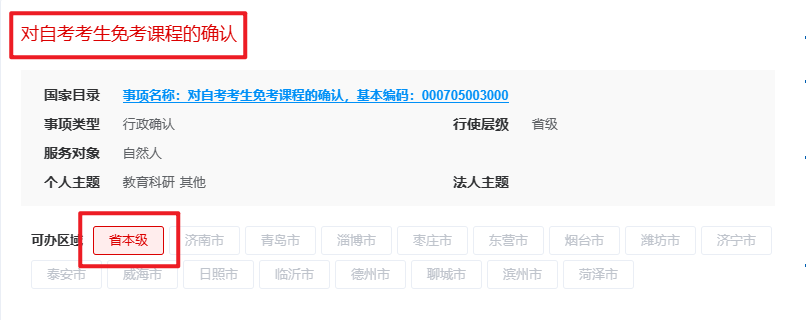 对自考考生免考课程的确认
国家目录 事项名称：对自考考生免考课程的确认，基本编码：000705003000
事项类型 行政确认 行使层级 省级
服务对象 自然人
个人主题 教育科研 其他 法人主题
可办区域 省本级 济南市 青岛市 淄博市 枣庄市 东营市 烟台市 潍坊市 济宁市
泰安市 威海市 日照市 临沂市 德州市 聊城市 滨州市 菏泽市